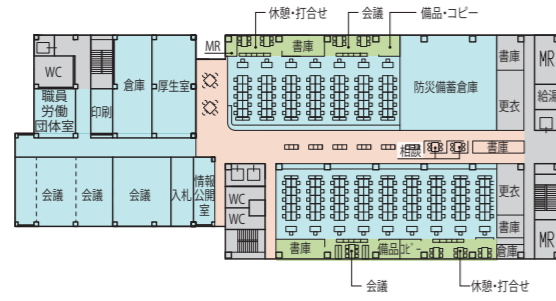 休憩・打合せ
会議
備品・コピー
MR
書庫
WC
倉庫
厚生室
防災備蓄倉庫
書庫
MR
職員
労働
団体室
印刷
更衣
給湯
相談
書庫
会議
会議
会議
入札
情報
公開
室
WC
WC
更衣
書庫
MR
書庫
備品コピー
倉庫
会議
休憩・打合せ